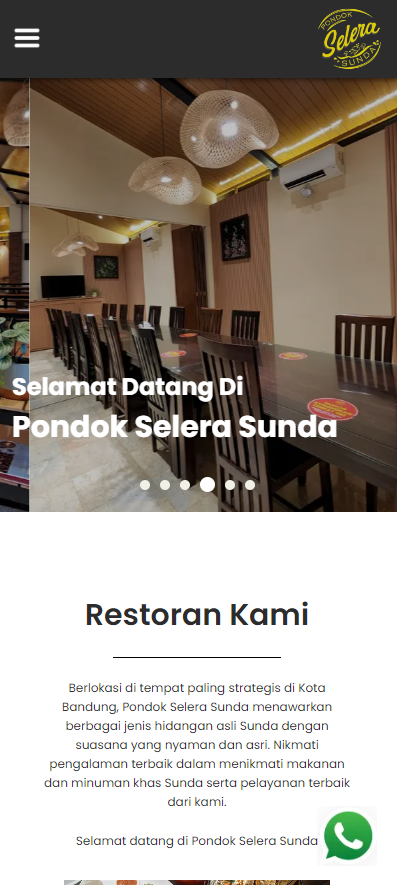 PONDOK
Selera
SUNDA
Selamat Datang Di
Pondok Selera Sunda
Restoran Kami
Berlokasi di tempat paling strategis di Kota
Bandung, Pondok Selera Sunda menawarkan
berbagai jenis hidangan asli Sunda dengan
suasana yang nyaman dan asri. Nikmati
pengalaman terbaik dalam menikmati makanan
dan minuman khas Sunda serta pelayanan terbaik
dari kami.
Selamat datang di Pondok Selera Sunda